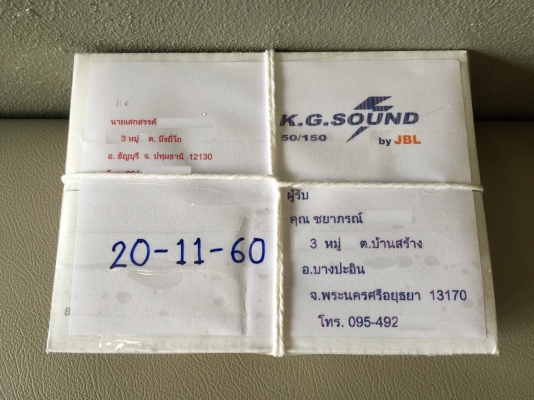 นายเสกสรรค์
3 หมู่ ต. บึงยี่โถ
อ. ธัญบุรี จ. ปทุมธานี 12130
K.G.SOUND
50/150 by JBL
ผู้รับ
คุณ ชยาภรณ์
3 หมู่ ต.บ้านสร้าง
อ.บางปะอิน
จ.พระนครศรีอยุธยา 13170
โทร. 095-492
20-11-60